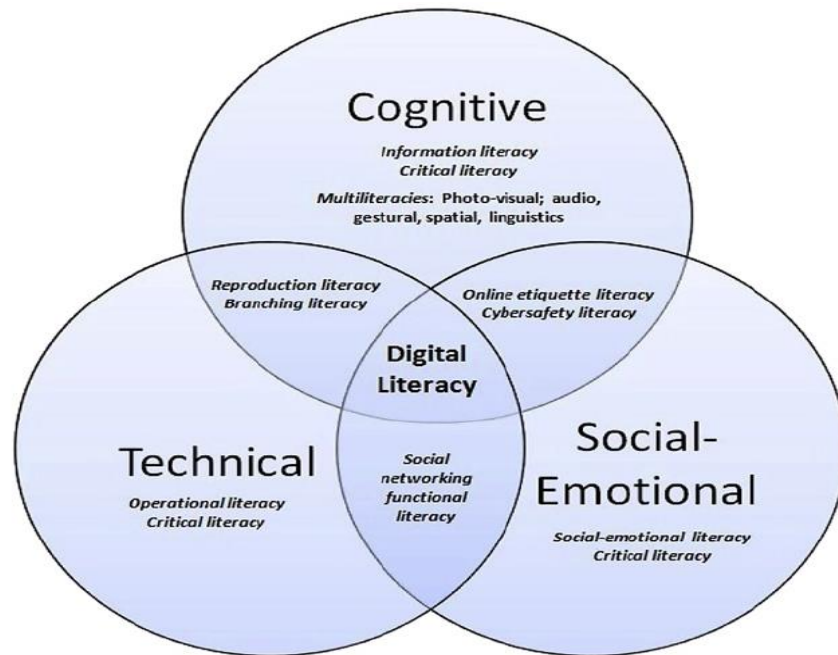 Cognitive
Information literacy
Critical literacy
Multiliteracies: Photo-visual; audio,
gestural, spatial, linguistics
Reproduction literacy
Branching literacy
Online etiquette literacy
Cybersafety literacy
Digital
Literacy
Technical
Operational literacy
Critical literacy
Social
networking
functional
literacy
Social-
Emotional
Social-emotional literacy
Critical literacy